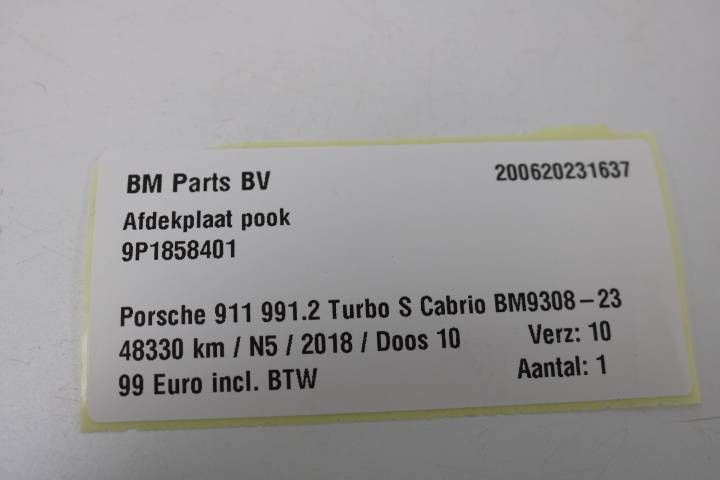 BM Parts BV 200620231637
Afdekplaat pook
9P1858401
Porsche 911 991.2 Turbo S Cabrio BM9308-23
48330 km / N5 / 2018 / Doos 10 Verz: 10
99 Euro incl. BTW Aantal: 1